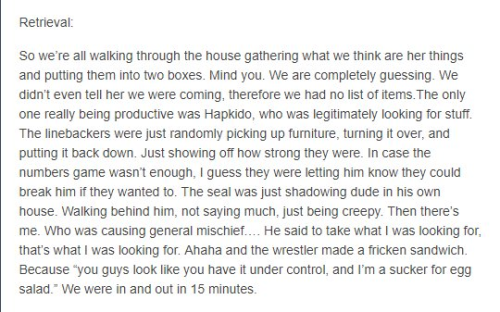 Retrieval:
So we're all walking through the house gathering what we think are her things
and putting them into two boxes. Mind you. We are completely guessing. We
didn't even tell her we were coming, therefore we had no list of items.The only
one really being productive was Hapkido, who was legitimately looking for stuff.
The linebackers were just randomly picking up furniture, turning it over, and
putting it back down. Just showing off how strong they were. In case the
numbers game wasn't enough, I guess they were letting him know they could
break him if they wanted to. The seal was just shadowing dude in his own
house. Walking behind him, not saying much, just being creepy. Then there's
me. Who was causing general mischief.… He said to take what I was looking for,
that's what I was looking for. Ahaha and the wrestler made a fricken sandwich.
Because “you guys look like you have it under control, and I'm a sucker for egg
salad.” We were in and out in 15 minutes.